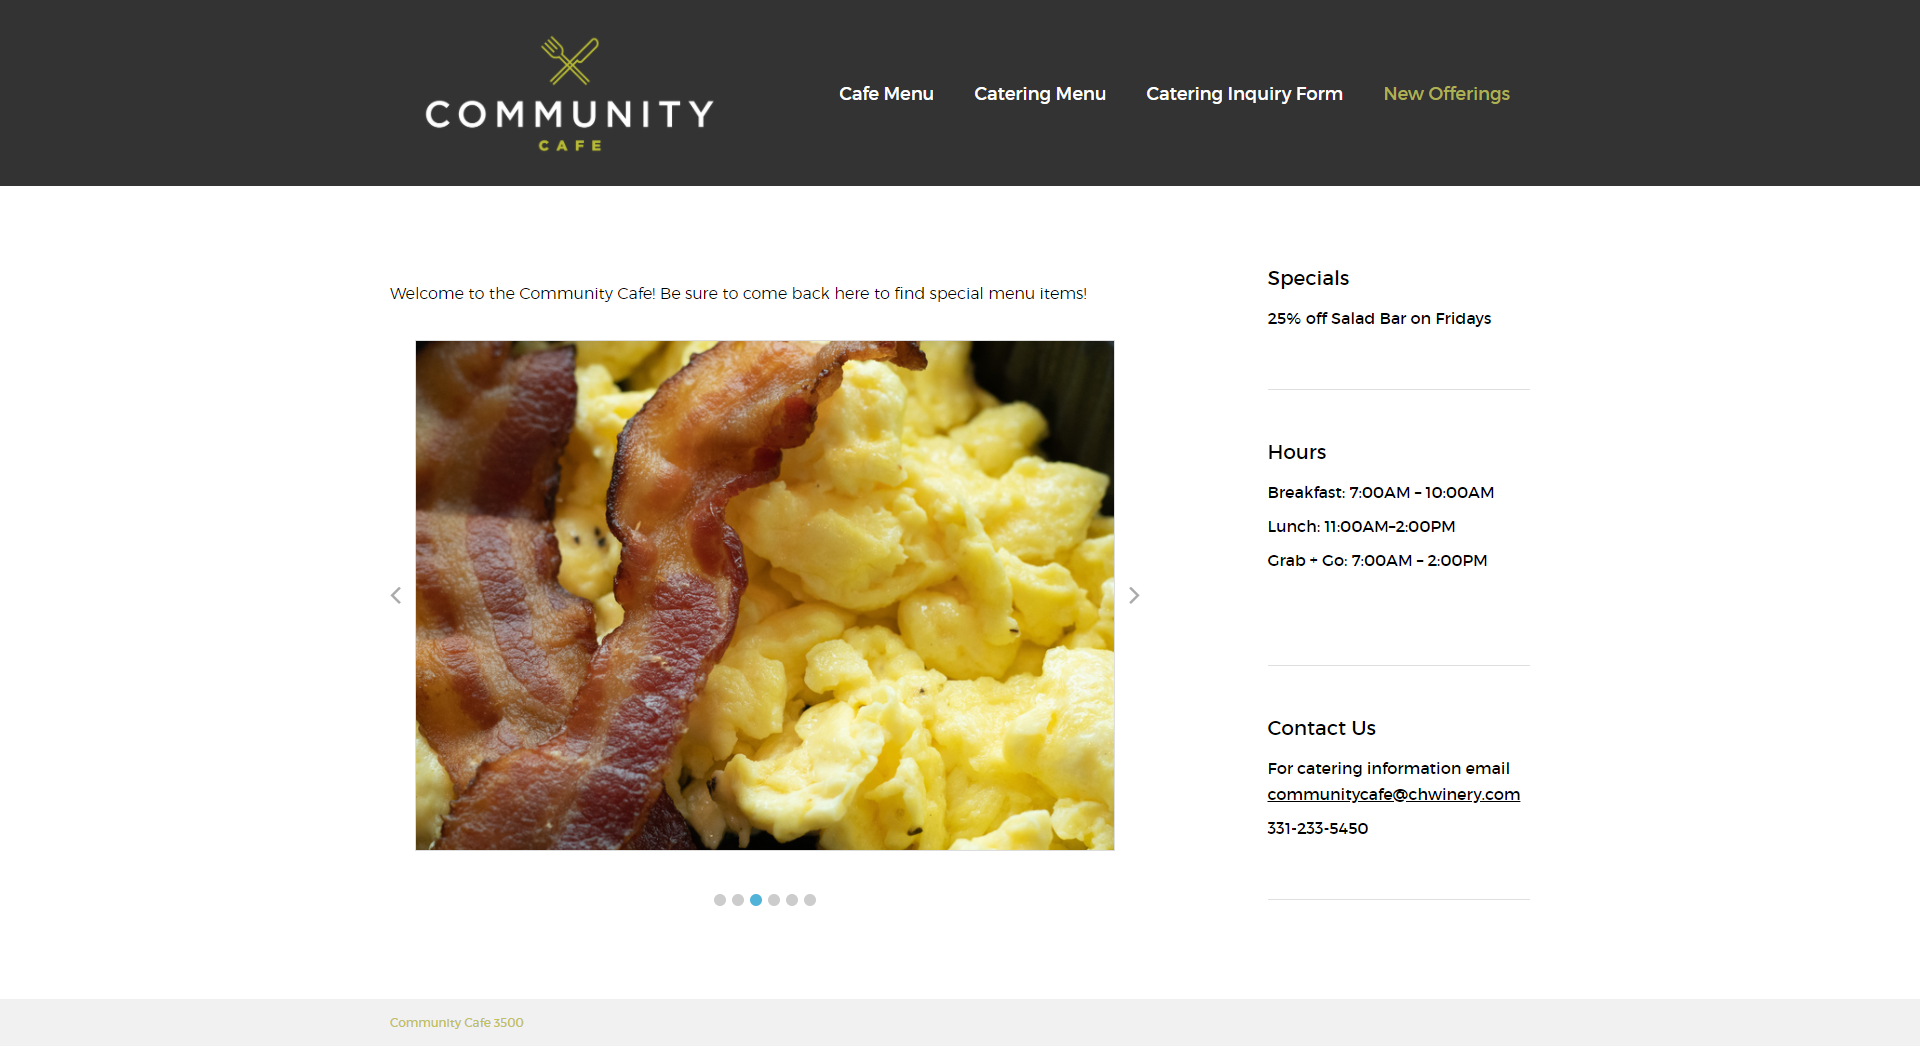 COMMUNITY
CAFE
Cafe Menu
Catering Menu
Catering Inquiry Form
New Offerings
Welcome to the Community Cafe! Be sure to come back here to find special menu items!
Specials
25% off Salad Bar on Fridays
Hours
Breakfast: 7:00AM – 10:00AM
Lunch: 11:00AM–2:00PM
Grab + Go: 7:00AM – 2:00PM
Contact Us
For catering information email
communitycafe@chwinery.com
331-233-5450
Community Cafe 3500